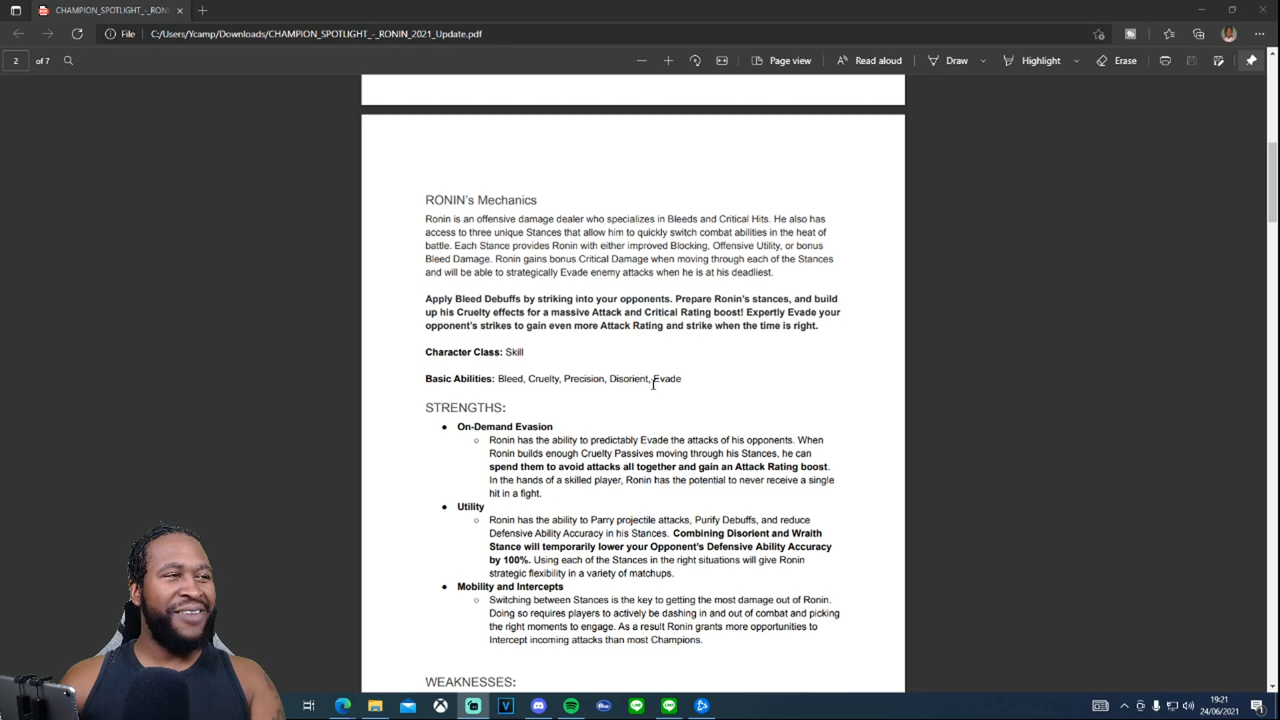 CHAMPION_SPOTLIGHT_-_RONI
File C:/Users/Ycamp/Downloads/CHAMPION_SPOTLIGHT_-_RONIN_2021_Update.pdf
2 of 7 Page view Read aloud Draw Highlight Erase
RONIN's Mechanics
Ronin is an offensive damage dealer who specializes in Bleeds and Critical Hits. He also has
access to three unique Stances that allow him to quickly switch combat abilities in the heat of
battle. Each Stance provides Ronin with either improved Blocking, Offensive Utility, or bonus
Bleed Damage. Ronin gains bonus Critical Damage when moving through each of the Stances
and will be able to strategically Evade enemy attacks when he is at his deadliest.
Apply Bleed Debuffs by striking into your opponents. Prepare Ronin's stances, and build
up his Cruelty effects for a massive Attack and Critical Rating boost! Expertly Evade your
opponent's strikes to gain even more Attack Rating and strike when the time is right.
Character Class: Skill
Basic Abilities: Bleed, Cruelty, Precision, Disorient, Evade
STRENGTHS:
● On-Demand Evasion
○ Ronin has the ability to predictably Evade the attacks of his opponents. When
Ronin builds enough Cruelty Passives moving through his Stances, he can
spend them to avoid attacks all together and gain an Attack Rating boost.
In the hands of a skilled player, Ronin has the potential to never receive a single
hit in a fight.
● Utility
○ Ronin has the ability to Parry projectile attacks, Purify Debuffs, and reduce
Defensive Ability Accuracy in his Stances. Combining Disorient and Wraith
Stance will temporarily lower your Opponent's Defensive Ability Accuracy
by 100%. Using each of the Stances in the right situations will give Ronin
strategic flexibility in a variety of matchups.
● Mobility and Intercepts
○ Switching between Stances is the key to getting the most damage out of Ronin.
Doing so requires players to actively be dashing in and out of combat and picking
the right moments to engage. As a result Ronin grants more opportunities to
Intercept incoming attacks than most Champions.
WEAKNESSES:
19:21
24/06/2021